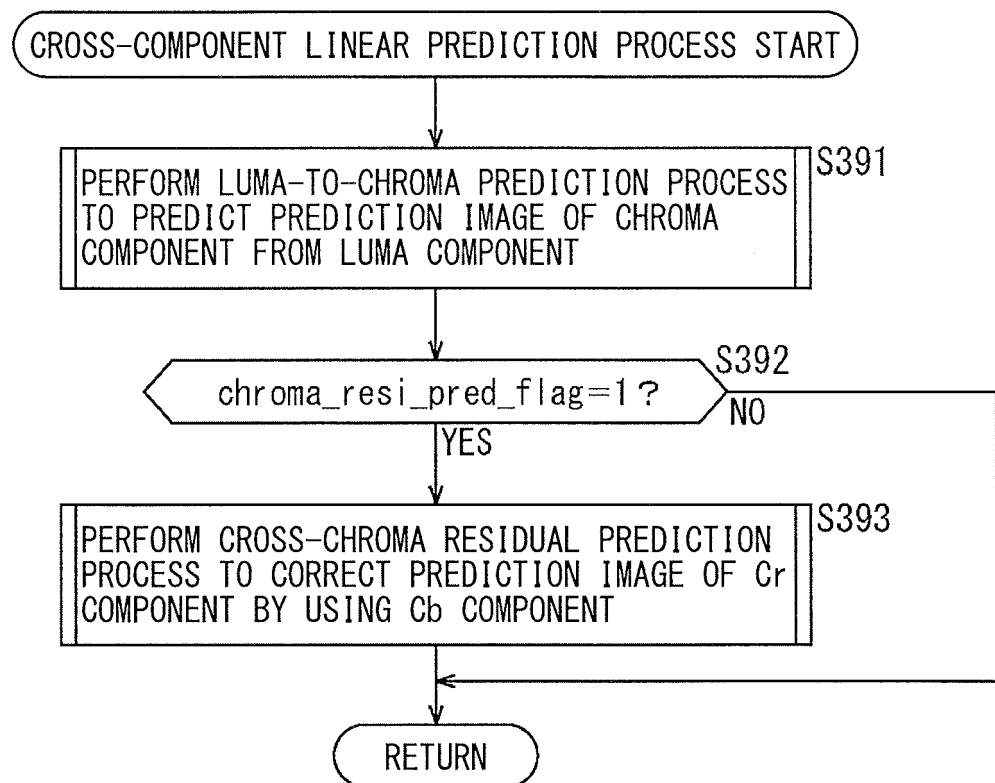 CROSS-COMPONENT LINEAR PREDICTION PROCESS START
S391
PERFORM LUMA-TO-CHROMA PREDICTION PROCESS
TO PREDICT PREDICTION IMAGE OF CHROMA
COMPONENT FROM LUMA COMPONENT
S392
chroma_resi_pred_flag=1?
NO
YES
S393
PERFORM CROSS-CHROMA RESIDUAL PREDICTION
PROCESS TO CORRECT PREDICTION IMAGE OF Cr
COMPONENT BY USING Cb COMPONENT
RETURN